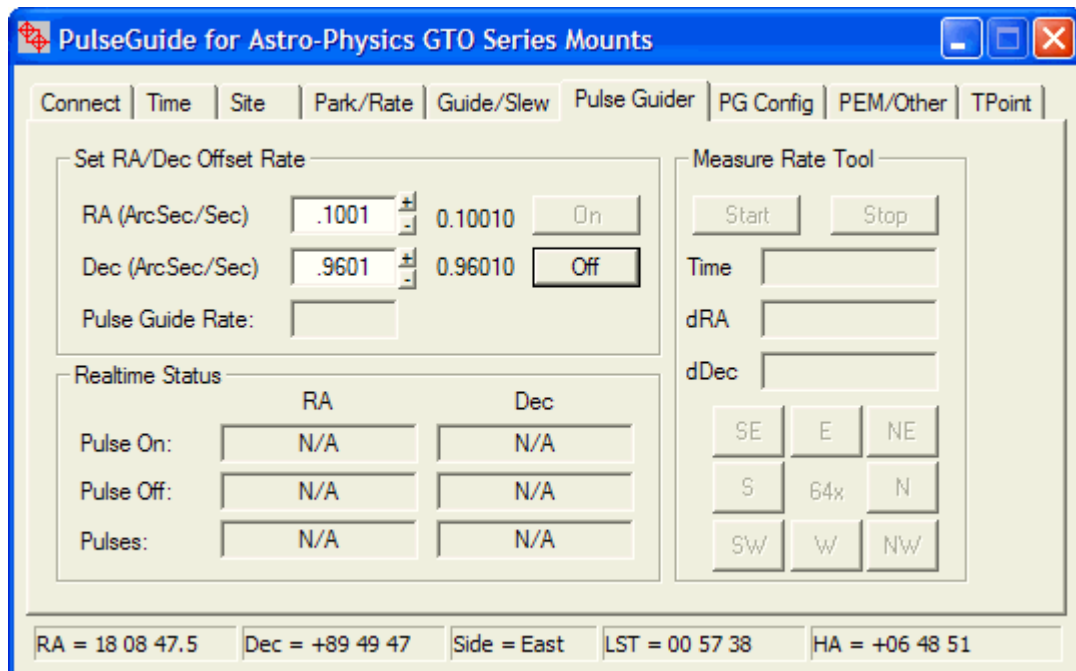 PulseGuide for Astro-Physics GTO Series Mounts
Connect Time Site Park/Rate Guide/Slew Pulse Guider PG Config PEM/Other TPoint
Set RA/Dec Offset Rate
RA (ArcSec/Sec) .1001 + - 0.10010 On
Dec (ArcSec/Sec) .9601 + - 0.96010 Off
Pulse Guide Rate:
Realtime Status
RA Dec
Pulse On: N/A N/A
Pulse Off: N/A N/A
Pulses: N/A N/A
Measure Rate Tool
Start Stop
Time
dRA
dDec
SE E NE
S 64x N
SW W NW
RA = 18 08 47.5 Dec = +89 49 47 Side = East LST = 00 57 38 HA = +06 48 51